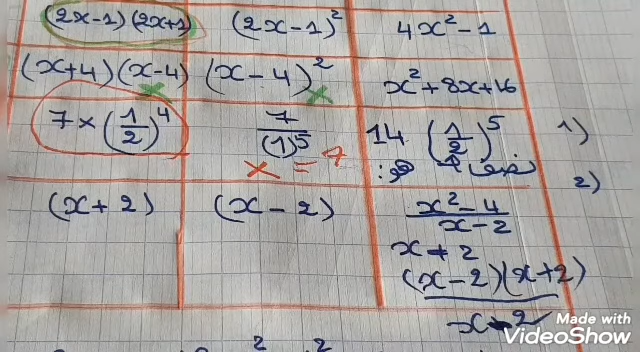 (2x-1)(2x+1) (2x-1)² 4x²-1
(x+4)(x-4) (x-4)² x²+8x+16
7×(1/2)⁴ 7/(1)⁵ 14 (1/2)⁵ 1)
x = 7 2)
(x+2) (x-2) x²-4/x-2
x+2
(x-2)(x+2)
x-2
2 2
Made with
VideoShow